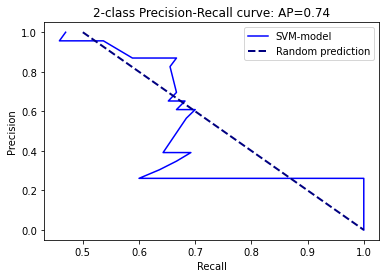 2-class Precision-Recall curve: AP=0.74
SVM-model
Random prediction
1.0
0.8
0.6
0.4
0.2
0.0
Precision
0.5
0.6
0.7
0.8
0.9
1.0
Recall